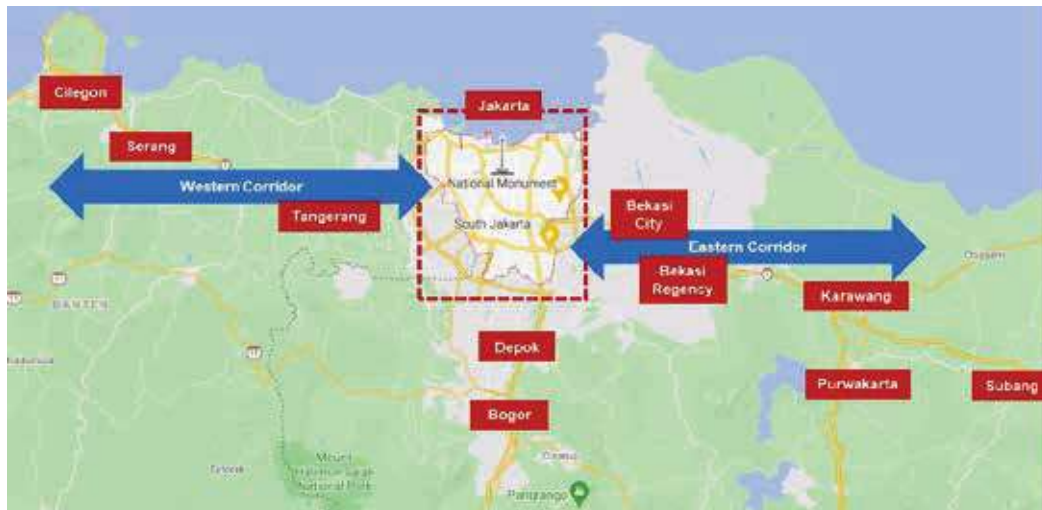 Cilegon
Jakarta
Serang
Western Corridor
National Monument
Tangerang
South Jakarta
Bekasi
City
Eastern Corridor
Bekasi
Regency
Karawang
BANTEN
Depok
Purwakarta
Subang
Bogor
Mount
National Park
Pangrango